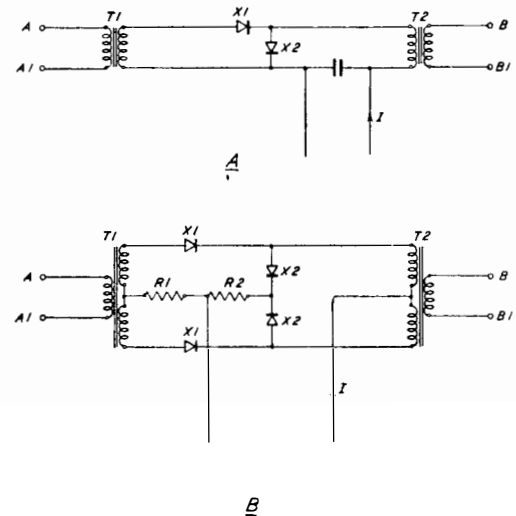 A T1 X1 T2 B
X2
A1 I B1
A
T1 X1 T2
X2
A R1 R2 B
A1 X2 B1
X1
I
B